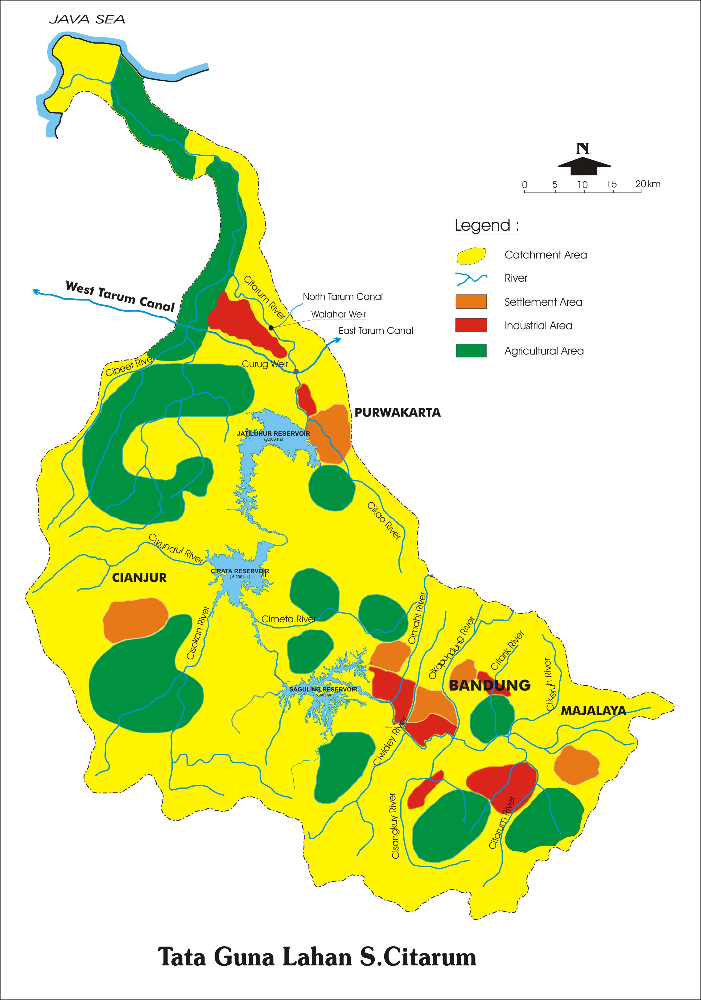 JAVA SEA
N
0 5 10 15 20 km
Legend :
Catchment Area
River
Settlement Area
Industrial Area
Agricultural Area
West Tarum Canal
Citarum River
North Tarum Canal
Walahar Weir
East Tarum Canal
Cibeet River
Curug Weir
PURWAKARTA
JATILUHUR RESERVOIR
(8,300 ha)
Cikao River
Cikundul River
CIRATA RESERVOIR
( 6,200 ha )
CIANJUR
Cisokan River
Cimeta River
Cimahi River
Cikapundung River
Citarik River
Cikeruh River
BANDUNG
SAGULING RESERVOIR
( 5,340 ha )
MAJALAYA
Ciwidey River
Cisangkuy River
Citarum River
Tata Guna Lahan S.Citarum